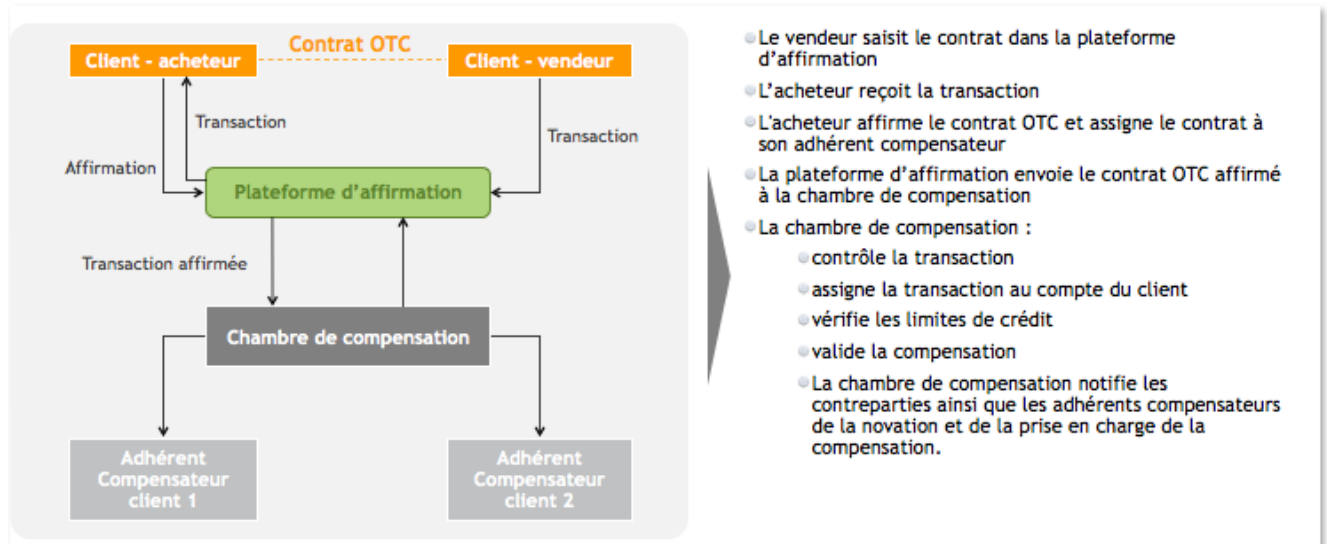 Contrat OTC
Client - acheteur
Client - vendeur
Transaction
Transaction
Affirmation
Plateforme d’affirmation
Transaction affirmée
Chambre de compensation
Adhérent
Compensateur
client 1
Adhérent
Compensateur
client 2
Le vendeur saisit le contrat dans la plateforme
d’affirmation
L’acheteur reçoit la transaction
L'acheteur affirme le contrat OTC et assigne le contrat à
son adhérent compensateur
La plateforme d’affirmation envoie le contrat OTC affirmé
à la chambre de compensation
La chambre de compensation :
contrôle la transaction
assigne la transaction au compte du client
vérifie les limites de crédit
valide la compensation
La chambre de compensation notifie les
contreparties ainsi que les adhérents compensateurs
de la novation et de la prise en charge de la
compensation.